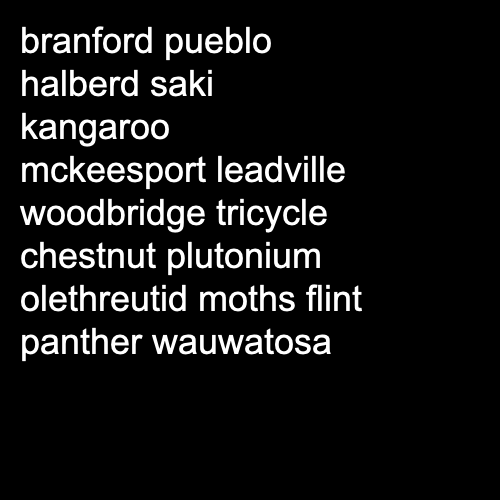 branford pueblo
halberd saki
kangaroo
mckeesport leadville
woodbridge tricycle
chestnut plutonium
olethreutid moths flint
panther wauwatosa